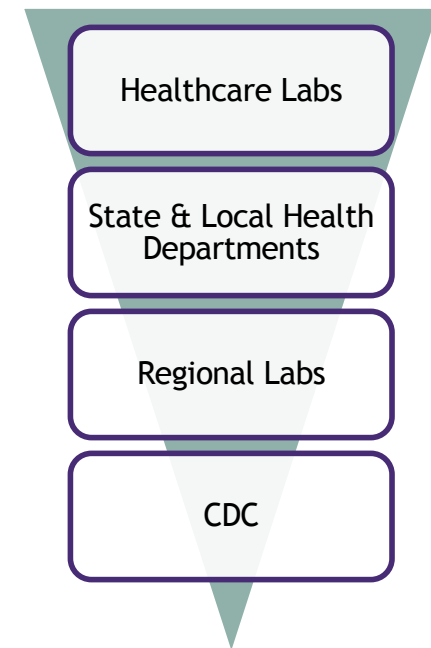 Healthcare Labs
State & Local Health
Departments
Regional Labs
CDC